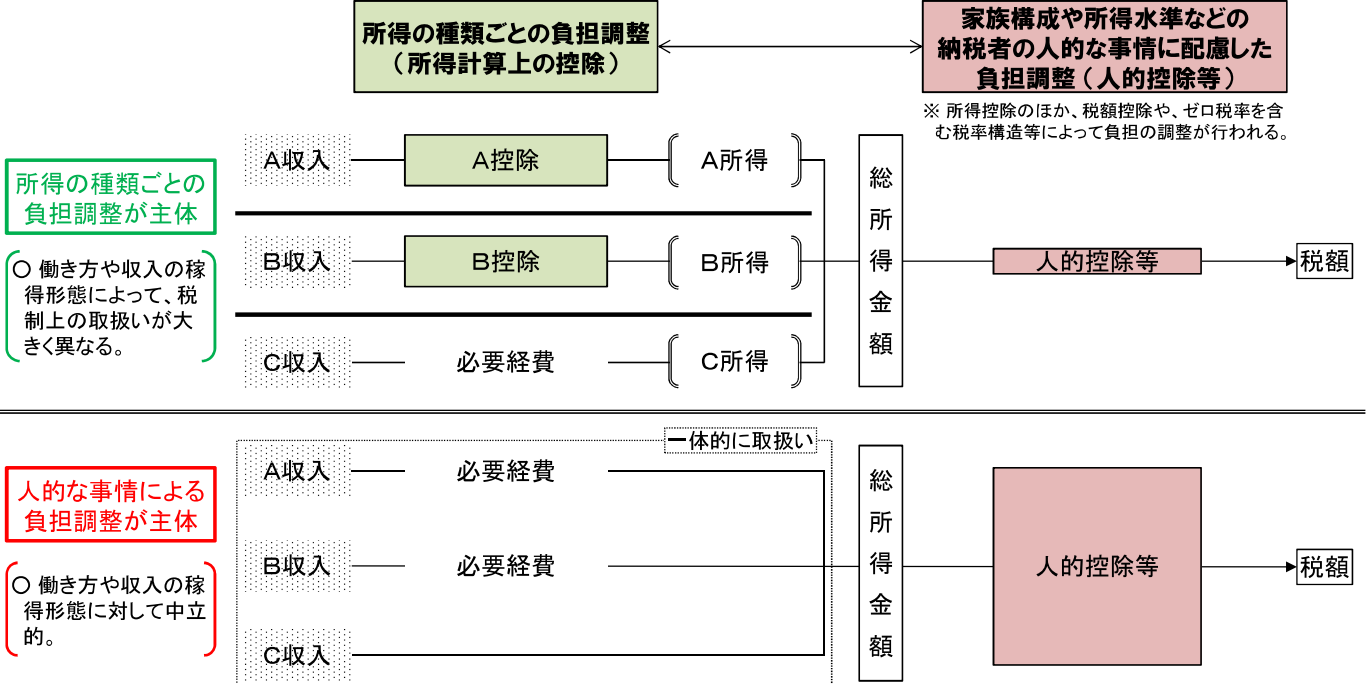 所得の種類ごとの負担調整
（所得計算上の控除）
家族構成や所得水準などの
納税者の人的な事情に配慮した
負担調整（人的控除等）
※ 所得控除のほか、税額控除や、ゼロ税率を含
む税率構造等によって負担の調整が行われる。
所得の種類ごとの
負担調整が主体
○ 働き方や収入の稼
得形態によって、税
制上の取扱いが大
きく異なる。
A収入
A控除
A所得
B収入
B控除
B所得
C収入
必要経費
C所得
総所得金額
人的控除等
税額
人的な事情による
負担調整が主体
○ 働き方や収入の稼
得形態に対して中立
的。
一体的に取扱い
A収入
必要経費
B収入
必要経費
C収入
総所得金額
人的控除等
税額